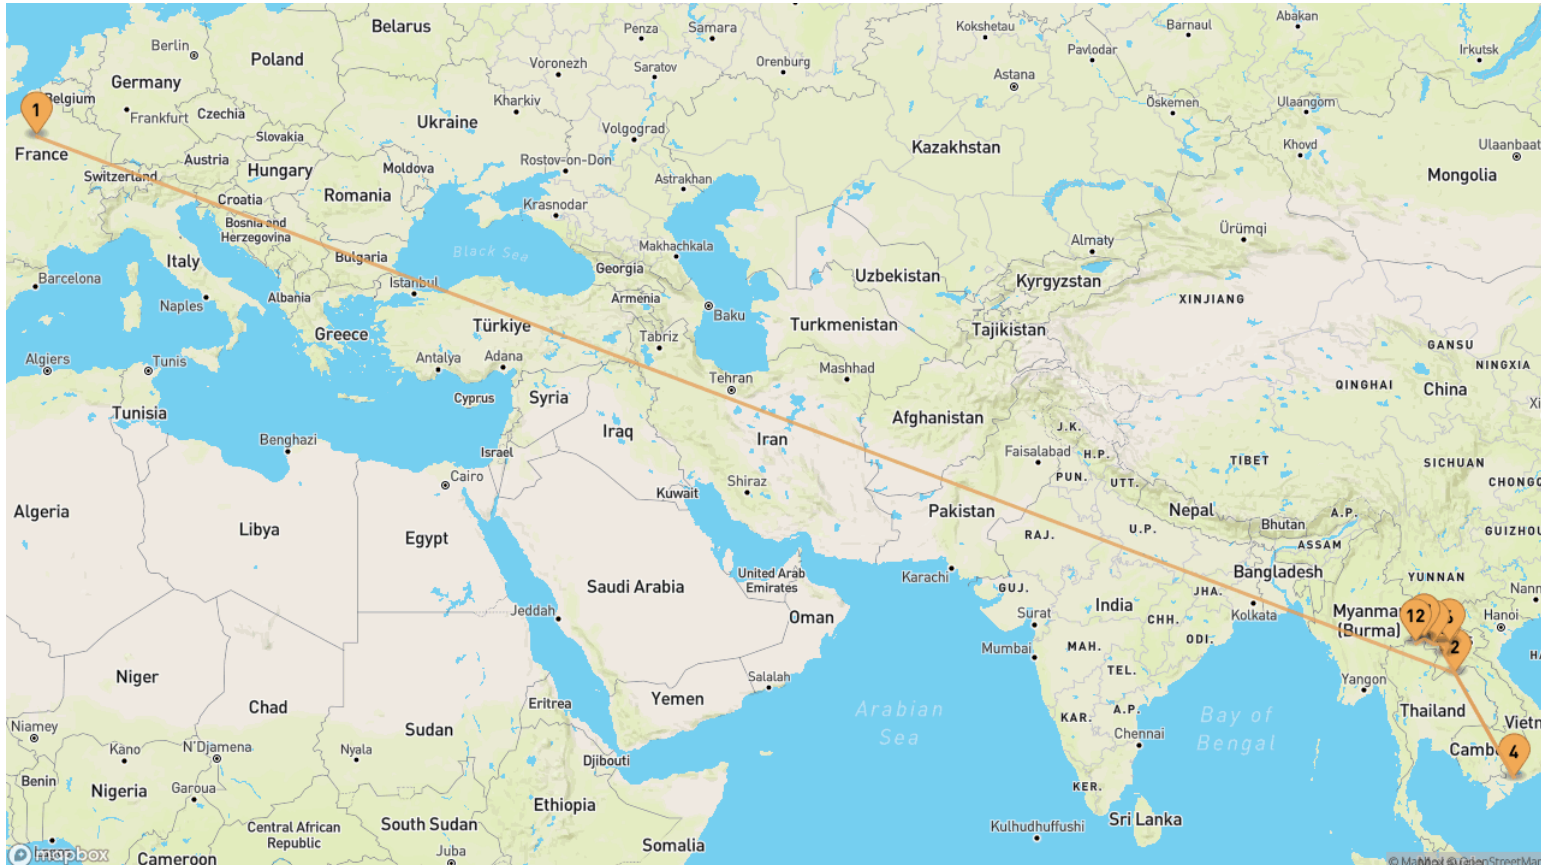 Belarus
Penza
Samara
Kokshetau
Barnaul
Abakan
Berlin
Poland
Voronezh
Saratov
Orenburg
Pavlodar
Irkutsk
Germany
Astana
1
Belgium
Frankfurt
Czechia
Kharkiv
Öskemen
Ulaangom
Slovakia
Ukraine
Volgograd
Kazakhstan
Khovd
Ulaanbaat
France
Austria
Hungary
Moldova
Rostov-on-Don
Switzerland
Romania
Astrakhan
Mongolia
Croatia
Krasnodar
Bosnia and
Herzegovina
Black Sea
Makhachkala
Almaty
Ürümqi
Barcelona
Italy
Bulgaria
Georgia
Uzbekistan
Kyrgyzstan
Naples
Albania
Istanbul
Armenia
Baku
XINJIANG
Greece
Türkiye
Tabriz
Turkmenistan
Tajikistan
GANSU
Algiers
Tunis
Antalya
Adana
Tehran
Mashhad
NINGXIA
QINGHAI
China
Tunisia
Cyprus
Syria
Afghanistan
Xi
Benghazi
Iraq
Iran
J.K.
Israel
Faisalabad
H.P.
TIBET
SICHUAN
Cairo
Kuwait
Shiraz
PUN.
UTT.
CHONGQ
Algeria
Libya
Egypt
Pakistan
Nepal
Bhutan
A.P.
RAJ.
U.P.
ASSAM
GUIZHOU
Saudi Arabia
United Arab
Emirates
Karachi
GUJ.
India
JHA.
Bangladesh
YUNNAN
Nann
Jeddah
Oman
Surat
CHH.
Kolkata
Myanmar
(Burma)
12
6
Hanoi
Mumbai
MAH.
ODI.
2
Niger
Chad
Yemen
Salalah
TEL.
Yangon
Niamey
Sudan
Eritrea
Arabian
Sea
KAR.
A.P.
Bay of
Bengal
Thailand
Vietn
Kano
N'Djamena
Nyala
Chennai
Camb
4
Benin
Nigeria
Garoua
Djibouti
Ethiopia
KER.
Central African
Republic
South Sudan
Somalia
Kulhudhuffushi
Sri Lanka
Cameroon
Juba
mapbox